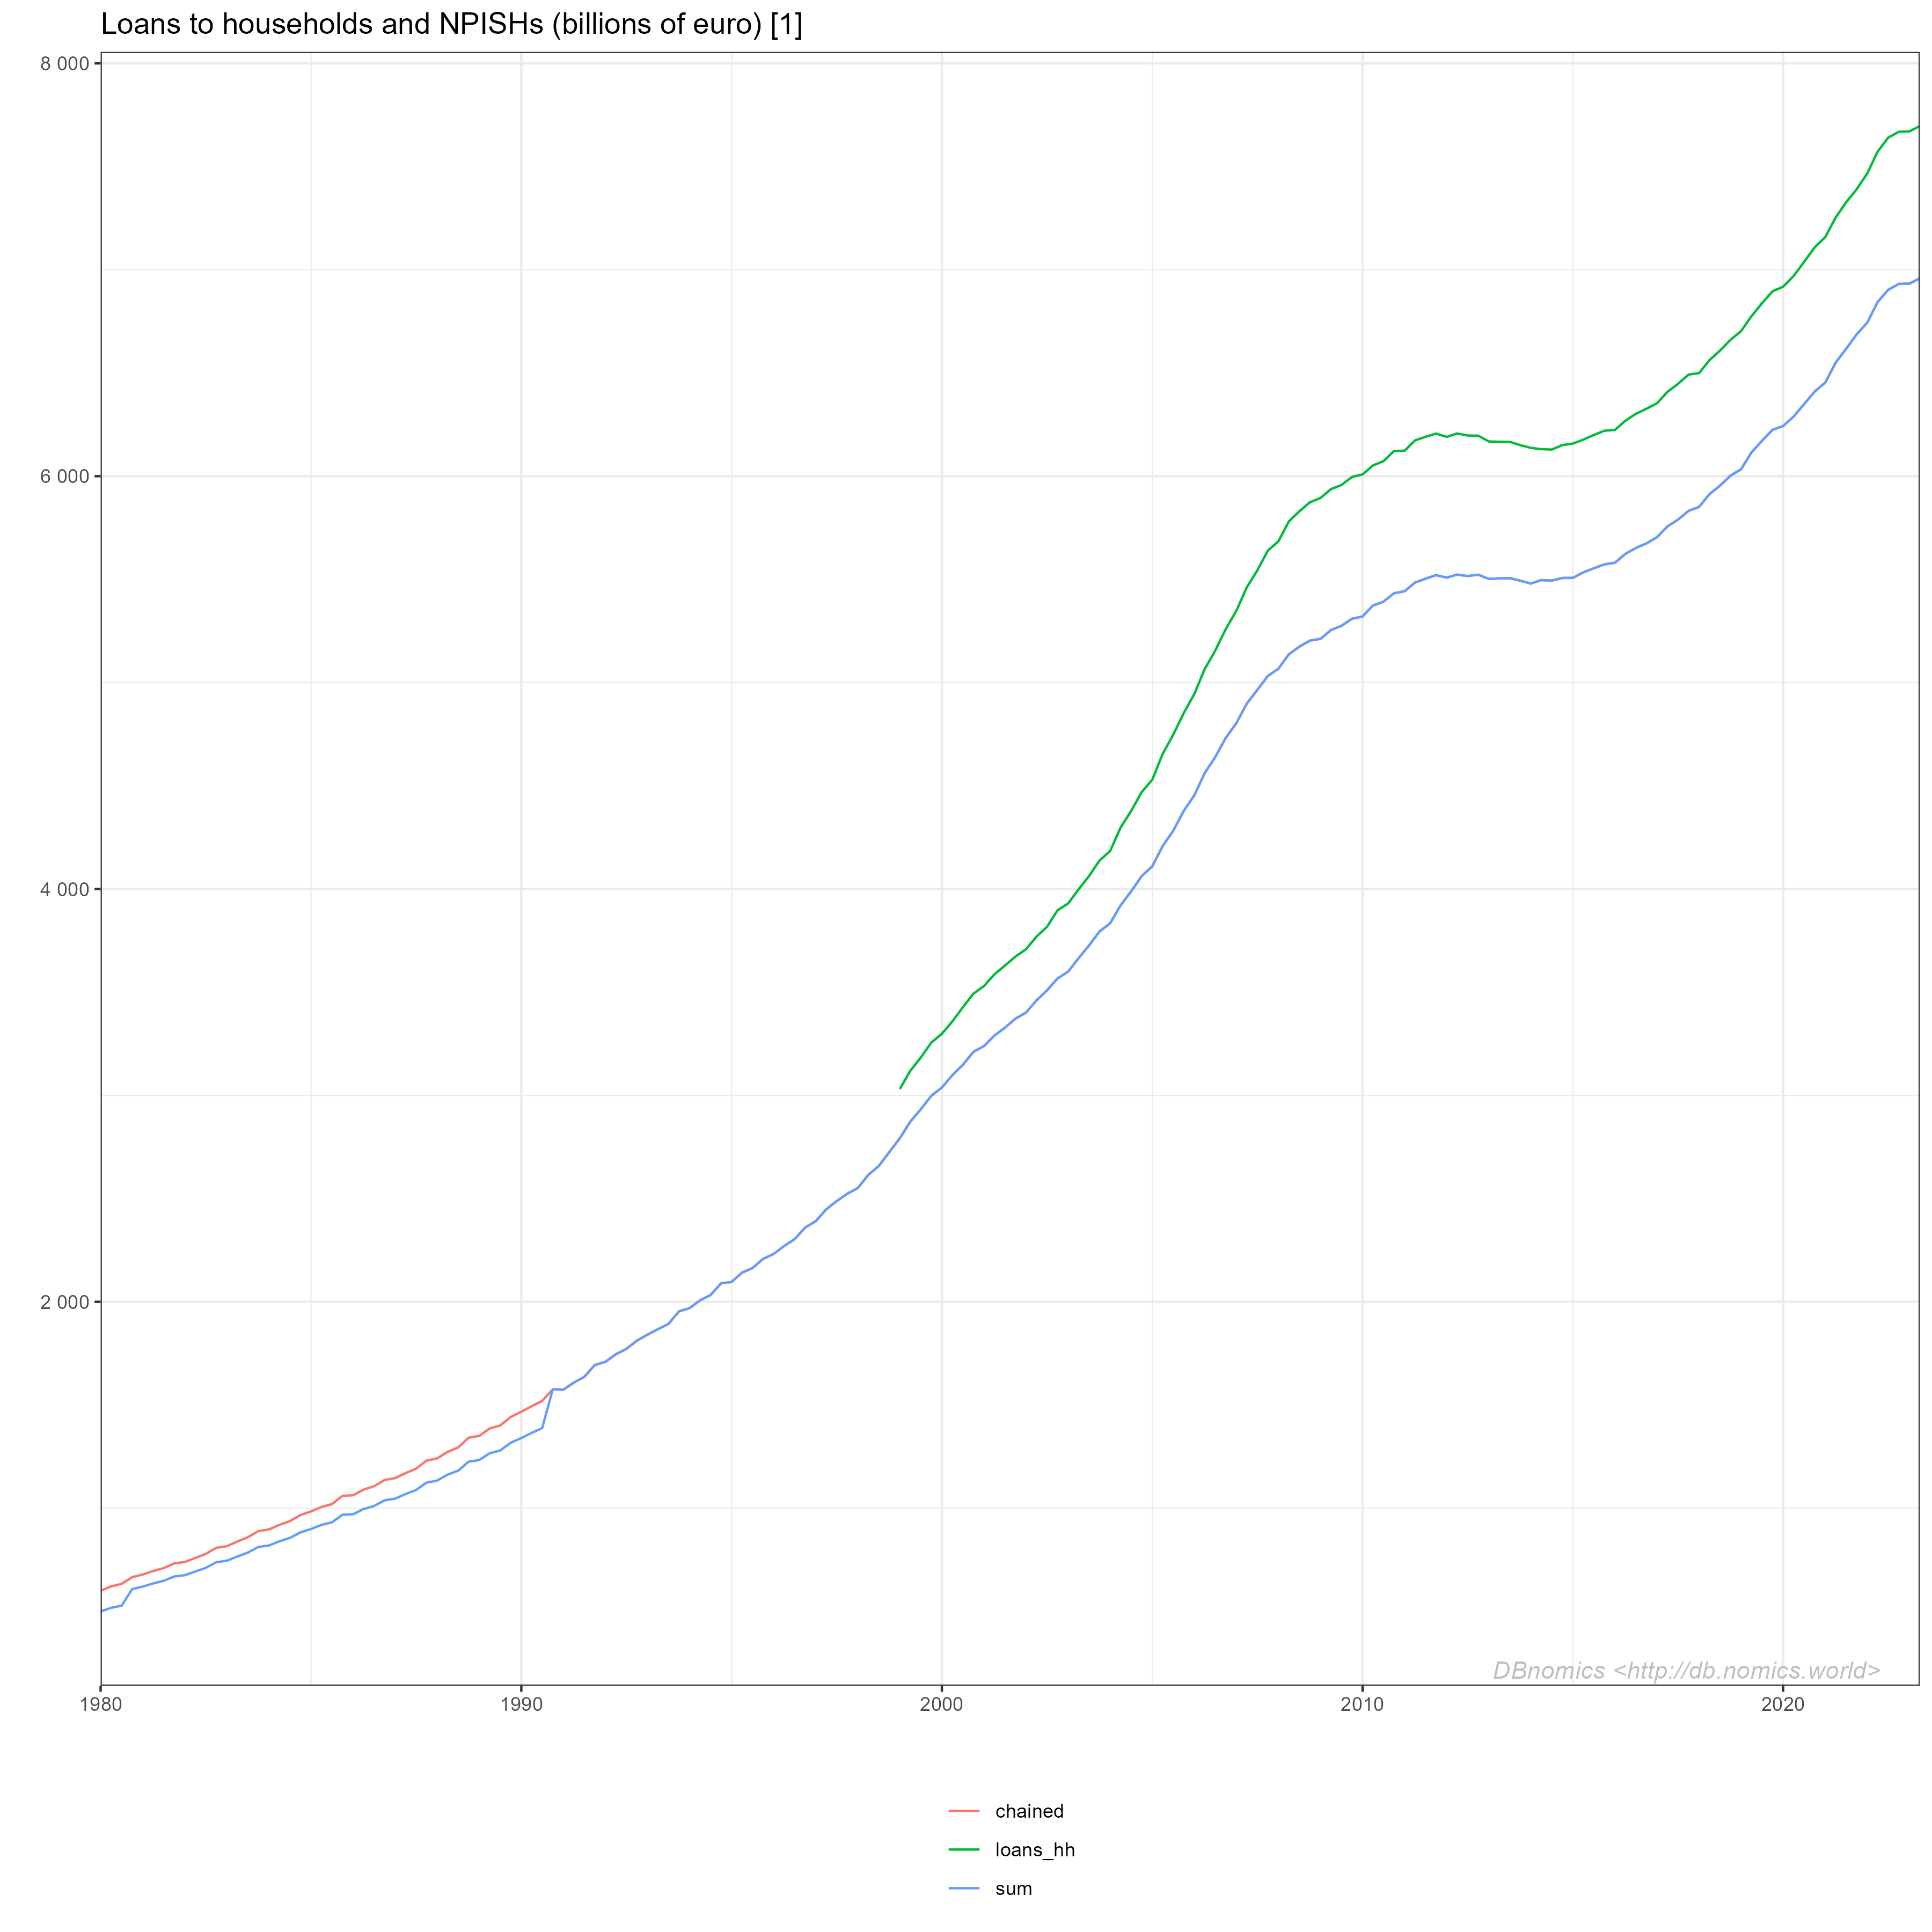 Loans to households and NPISHs (billions of euro) [1]
8 000
6 000
4 000
2 000
DBnomics <http://db.nomics.world>
1980 1990 2000 2010 2020
chained
loans_hh
sum